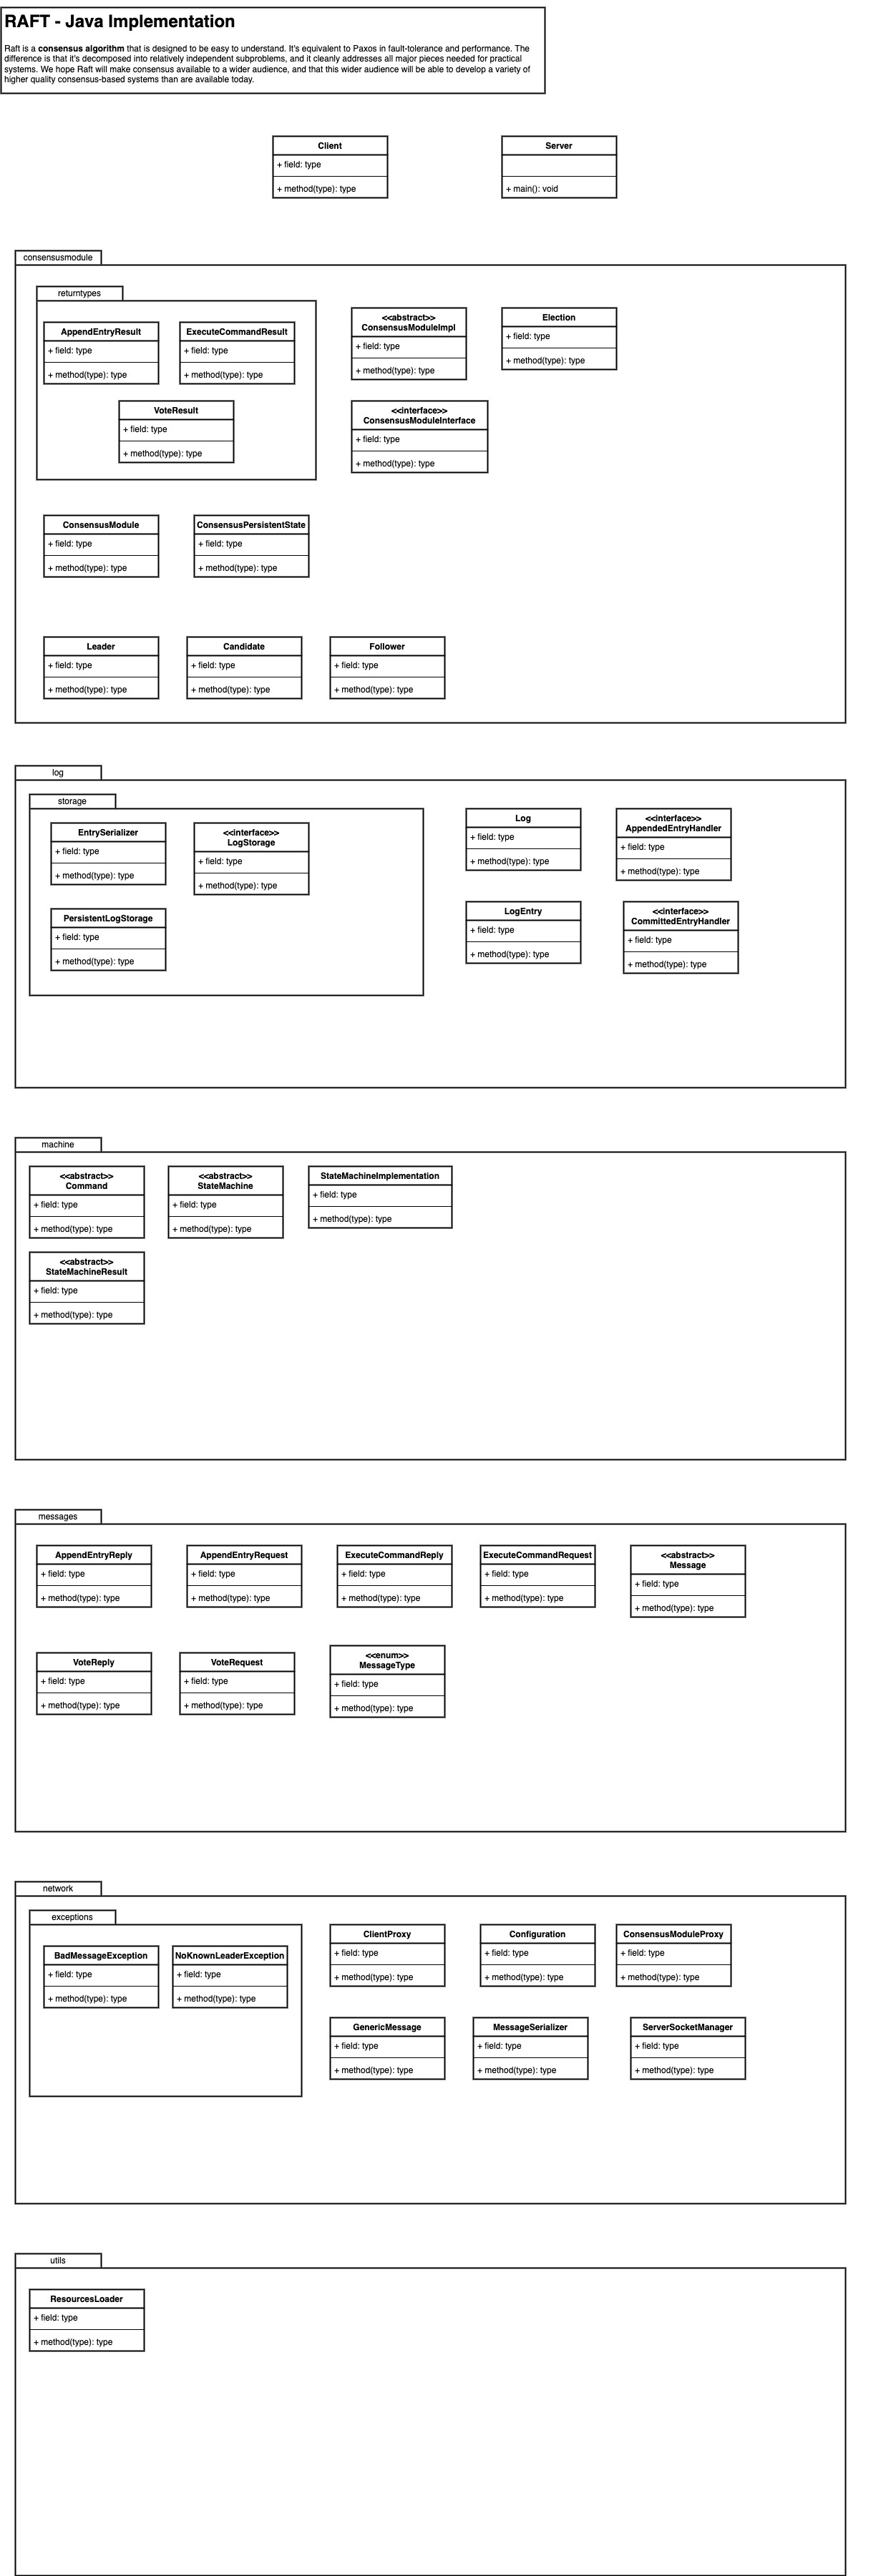 RAFT - Java Implementation
Raft is a consensus algorithm that is designed to be easy to understand. It's equivalent to Paxos in fault-tolerance and performance. The
difference is that it's decomposed into relatively independent subproblems, and it cleanly addresses all major pieces needed for practical
systems. We hope Raft will make consensus available to a wider audience, and that this wider audience will be able to develop a variety of
higher quality consensus-based systems than are available today.
Client
+ field: type
+ method(type): type
Server
+ main(): void
consensusmodule
returntypes
AppendEntryResult
+ field: type
+ method(type): type
ExecuteCommandResult
+ field: type
+ method(type): type
VoteResult
+ field: type
+ method(type): type
<<abstract>>
ConsensusModuleImpl
+ field: type
+ method(type): type
Election
+ field: type
+ method(type): type
<<interface>>
ConsensusModuleInterface
+ field: type
+ method(type): type
ConsensusModule
+ field: type
+ method(type): type
ConsensusPersistentState
+ field: type
+ method(type): type
Leader
+ field: type
+ method(type): type
Candidate
+ field: type
+ method(type): type
Follower
+ field: type
+ method(type): type
log
storage
EntrySerializer
+ field: type
+ method(type): type
<<interface>>
LogStorage
+ field: type
+ method(type): type
PersistentLogStorage
+ field: type
+ method(type): type
Log
+ field: type
+ method(type): type
<<interface>>
AppendedEntryHandler
+ field: type
+ method(type): type
LogEntry
+ field: type
+ method(type): type
<<interface>>
CommittedEntryHandler
+ field: type
+ method(type): type
machine
<<abstract>>
Command
+ field: type
+ method(type): type
<<abstract>>
StateMachine
+ field: type
+ method(type): type
StateMachineImplementation
+ field: type
+ method(type): type
<<abstract>>
StateMachineResult
+ field: type
+ method(type): type
messages
AppendEntryReply
+ field: type
+ method(type): type
AppendEntryRequest
+ field: type
+ method(type): type
ExecuteCommandReply
+ field: type
+ method(type): type
ExecuteCommandRequest
+ field: type
+ method(type): type
<<abstract>>
Message
+ field: type
+ method(type): type
VoteReply
+ field: type
+ method(type): type
VoteRequest
+ field: type
+ method(type): type
<<enum>>
MessageType
+ field: type
+ method(type): type
network
exceptions
BadMessageException
+ field: type
+ method(type): type
NoKnownLeaderException
+ field: type
+ method(type): type
ClientProxy
+ field: type
+ method(type): type
Configuration
+ field: type
+ method(type): type
ConsensusModuleProxy
+ field: type
+ method(type): type
GenericMessage
+ field: type
+ method(type): type
MessageSerializer
+ field: type
+ method(type): type
ServerSocketManager
+ field: type
+ method(type): type
utils
ResourcesLoader
+ field: type
+ method(type): type